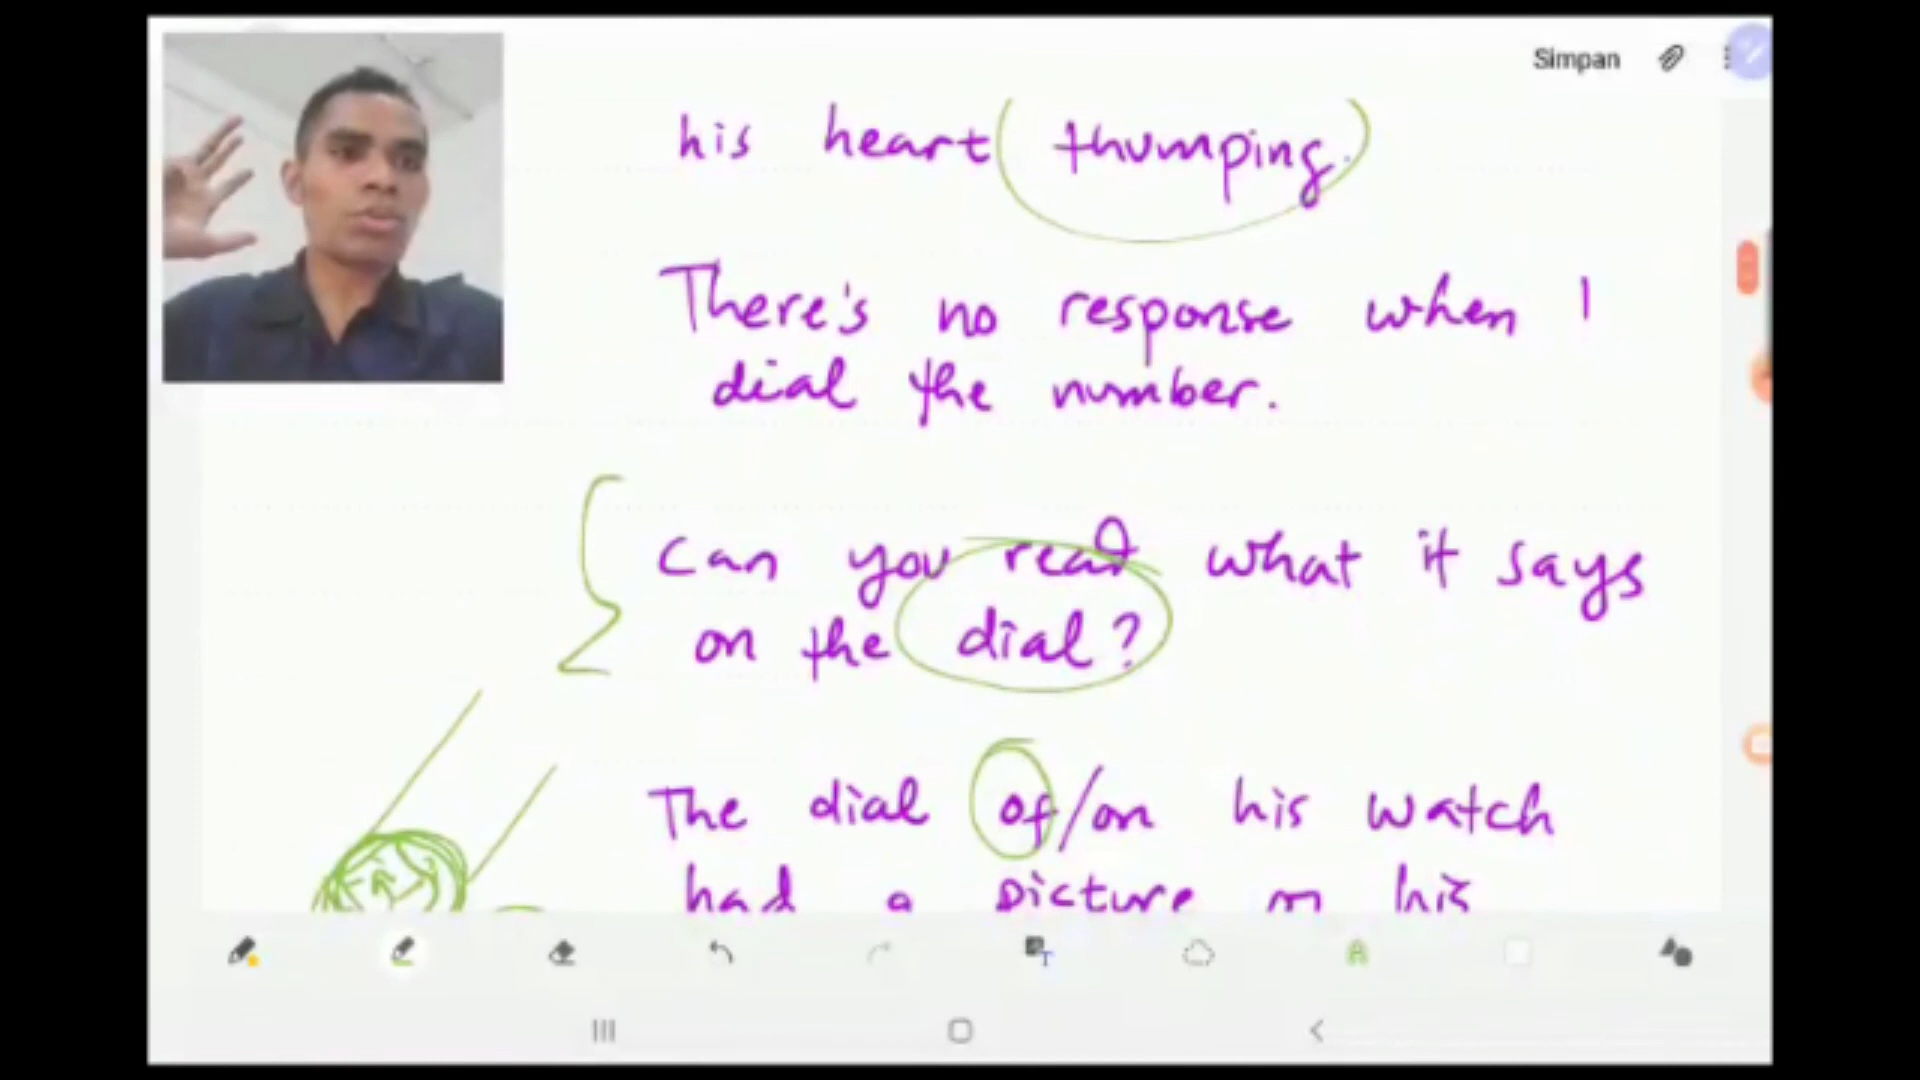 Simpan
his heart thumping.
There's no response when I
dial the number.
Can you read what it says
on the dial?
The dial of/on his watch
had a picture on his